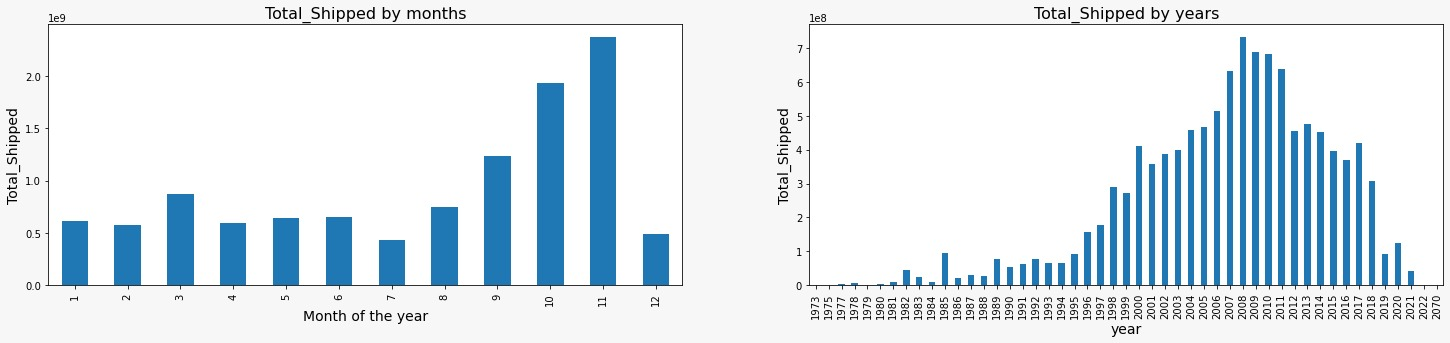 Total_Shipped by months
1e9
2.0
1.5
1.0
0.5
0.0
Total_Shipped
1 2 3 4 5 6 7 8 9 10 11 12
Month of the year
Total_Shipped by years
1e8
7
6
5
4
3
2
1
0
Total_Shipped
1973 1975 1977 1978 1979 1980 1981 1982 1983 1984 1985 1986 1987 1988 1989 1990 1991 1992 1993 1994 1995 1996 1997 1998 1999 2000 2001 2002 2003 2004 2005 2006 2007 2008 2009 2010 2011 2012 2013 2014 2015 2016 2017 2018 2019 2020 2021 2022 2070
year